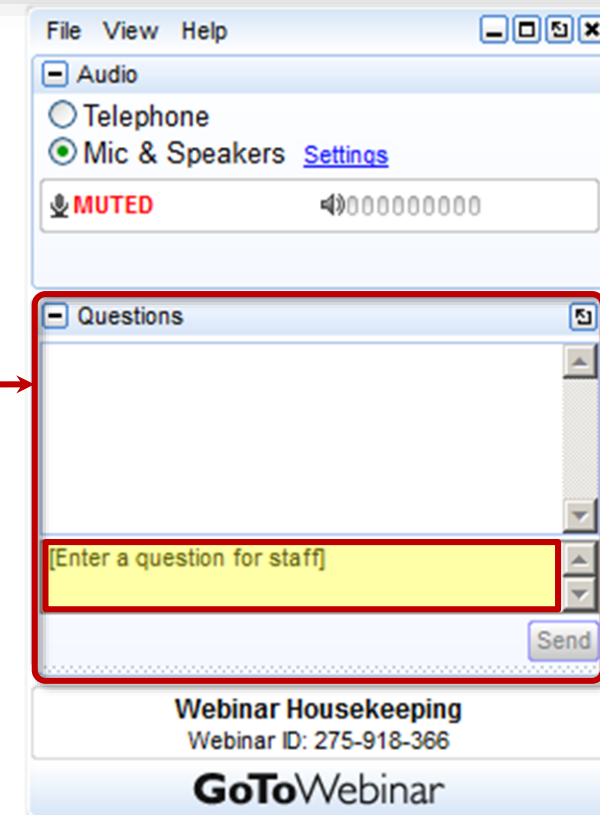 File View Help
Audio
Telephone
Mic & Speakers Settings
MUTED 000000000
Questions
[Enter a question for staff]
Send
Webinar Housekeeping
Webinar ID: 275-918-366
GoToWebinar